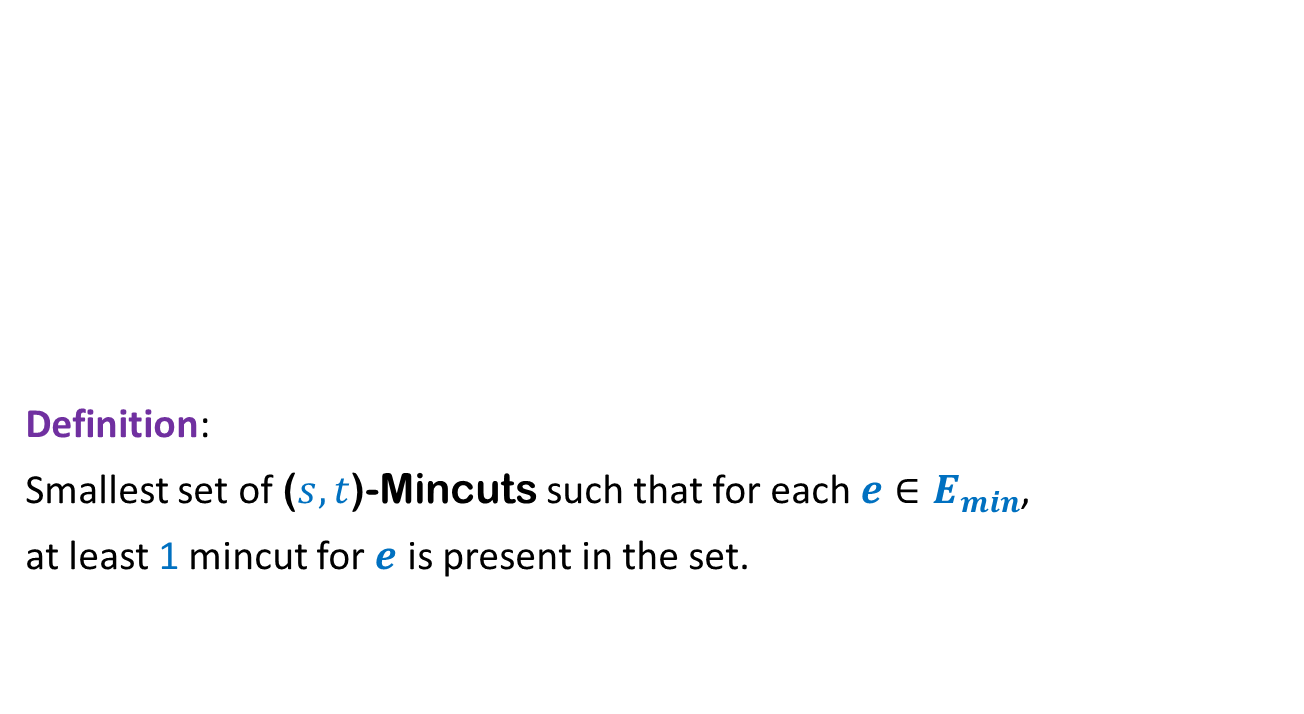 Definition:
Smallest set of (s, t)-Mincuts such that for each e ∈ E_min,
at least 1 mincut for e is present in the set.